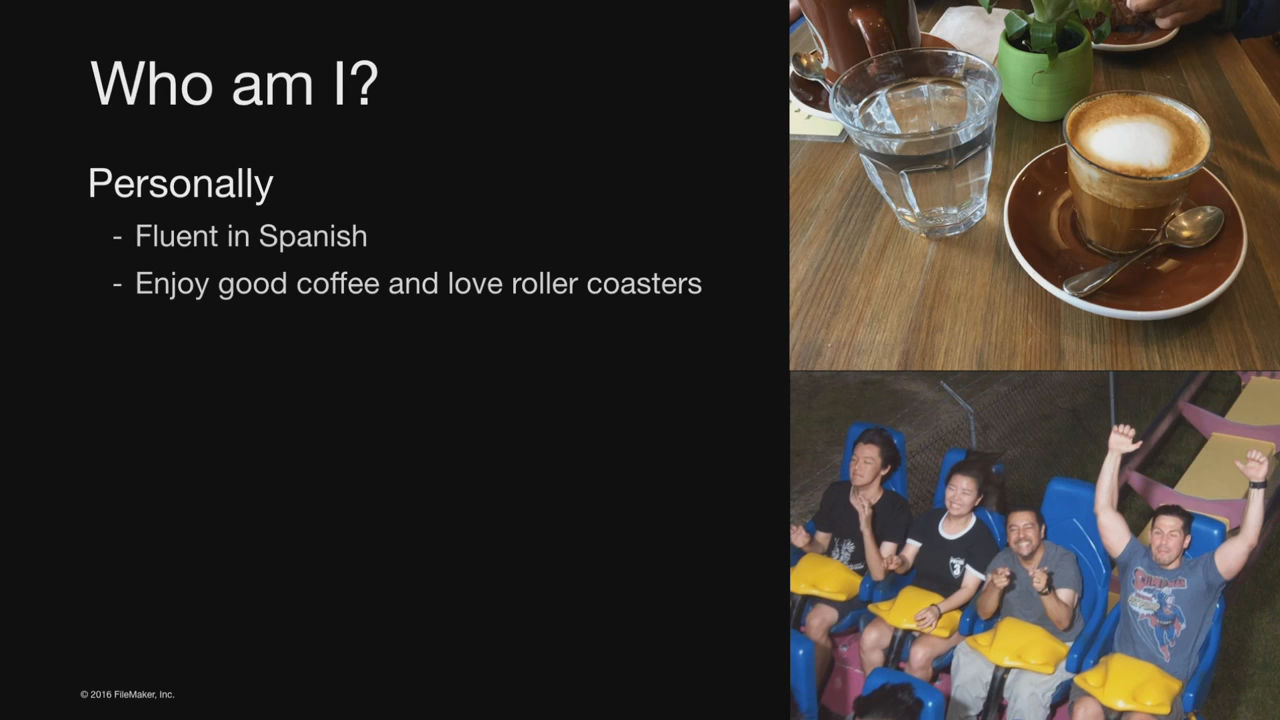 Who am I?
Personally
- Fluent in Spanish
- Enjoy good coffee and love roller coasters
© 2016 FileMaker, Inc.